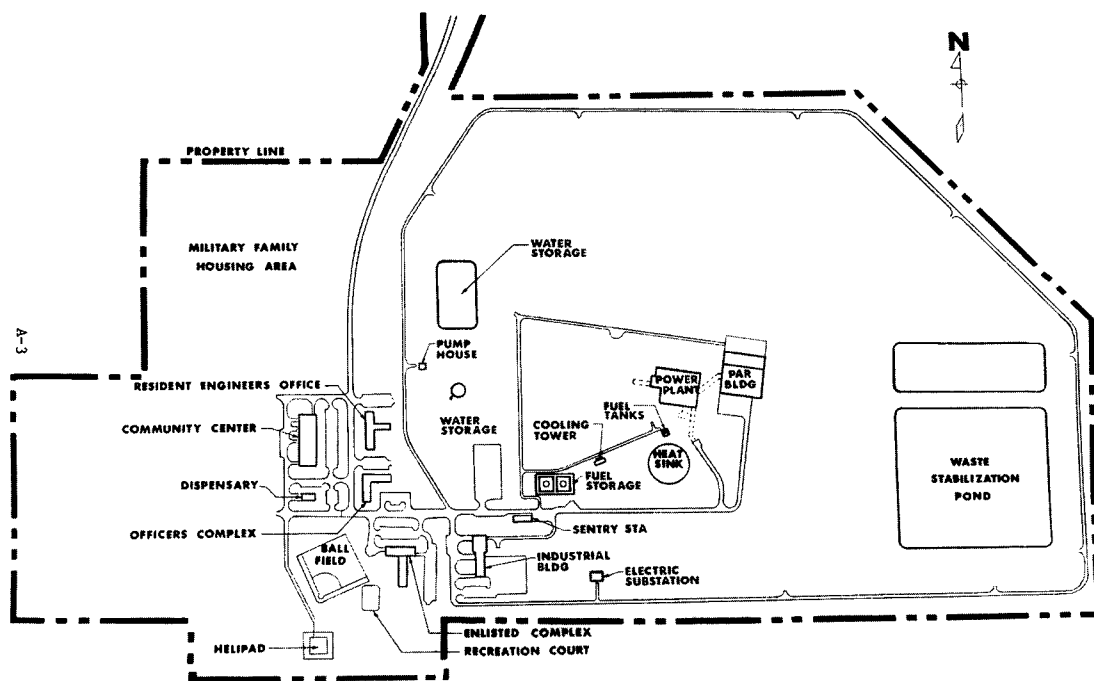 N
PROPERTY LINE
MILITARY FAMILY
HOUSING AREA
WATER
STORAGE
A-3
PUMP
HOUSE
RESIDENT ENGINEERS OFFICE
POWER
PLANT
PAR
BLDG
FUEL
TANKS
COMMUNITY CENTER
WATER
STORAGE
COOLING
TOWER
HEAT
SINK
WASTE
STABILIZATION
POND
DISPENSARY
FUEL
STORAGE
OFFICERS COMPLEX
SENTRY STA
BALL
FIELD
INDUSTRIAL
BLDG
ELECTRIC
SUBSTATION
ENLISTED COMPLEX
HELIPAD
RECREATION COURT